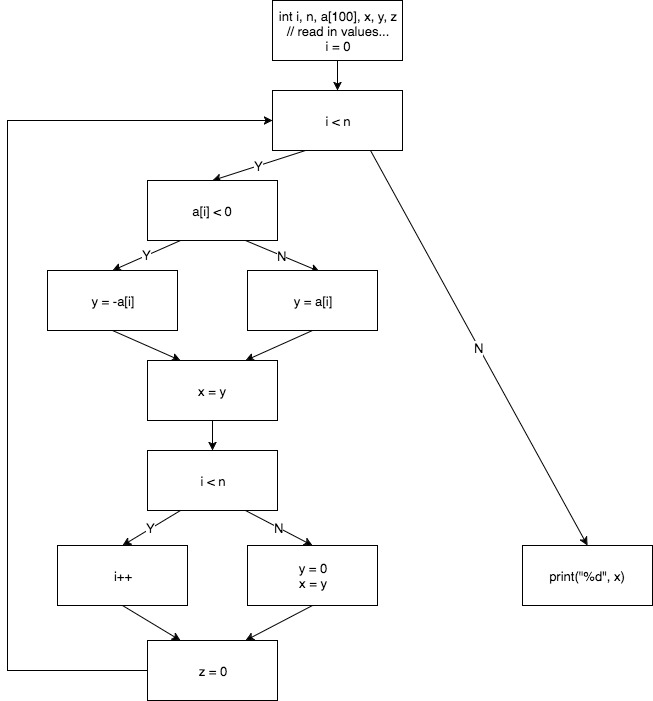 int i, n, a[100], x, y, z
// read in values...
i = 0
i < n
Y
a[i] < 0
Y
N
y = -a[i]
y = a[i]
N
x = y
i < n
Y
N
i++
y = 0
x = y
print("%d", x)
z = 0